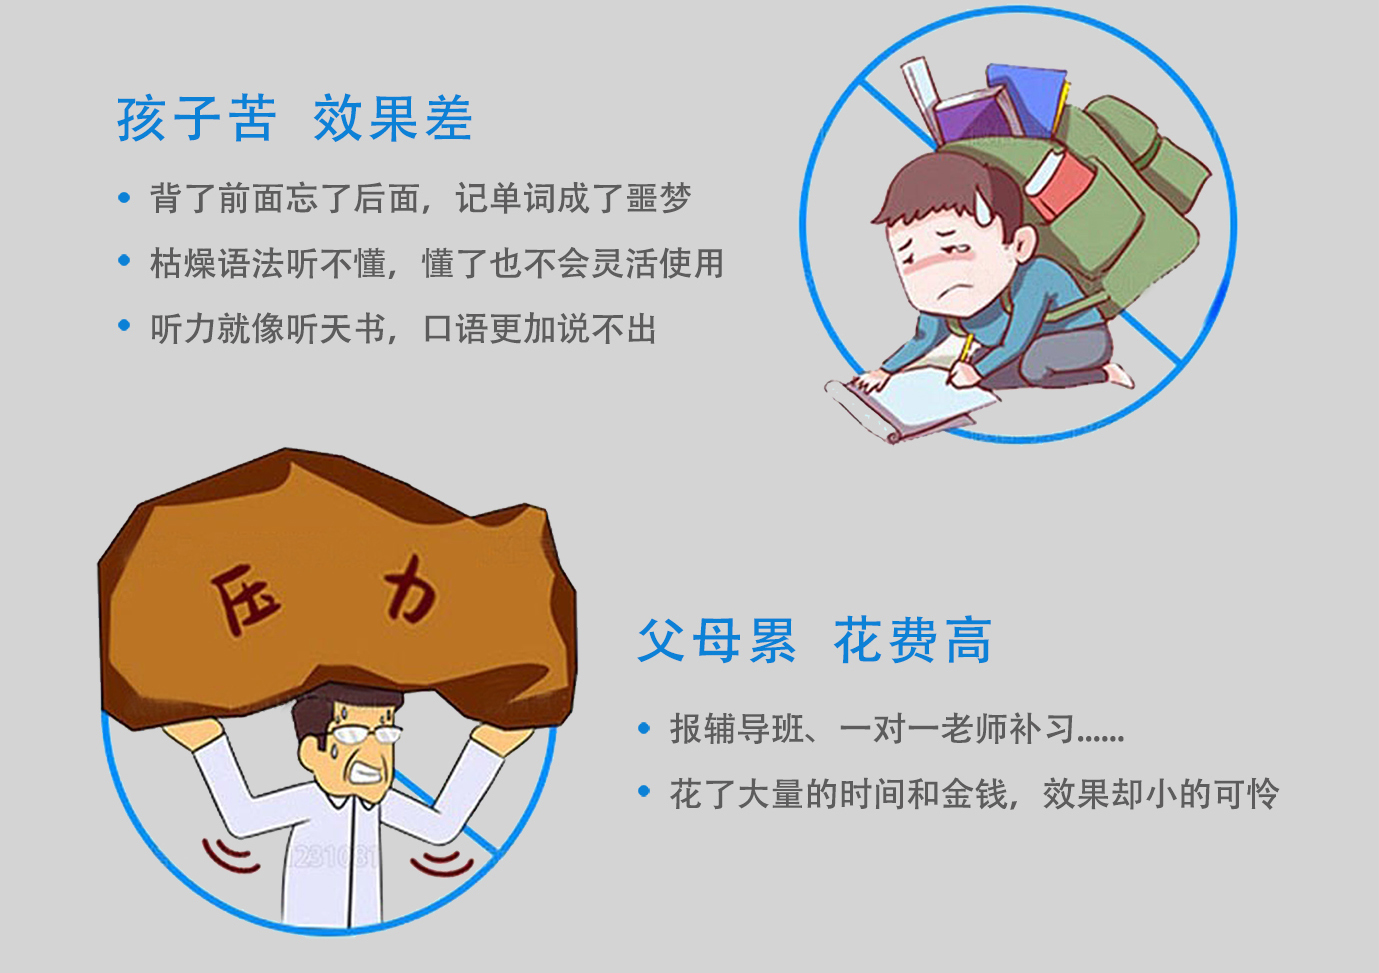 孩子苦 效果差
背了前面忘了后面，记单词成了噩梦
枯燥语法听不懂，懂了也不会灵活使用
听力就像听天书，口语更加说不出
压 力
父母累 花费高
报辅导班、一对一老师补习......
花了大量的时间和金钱，效果却小的可怜